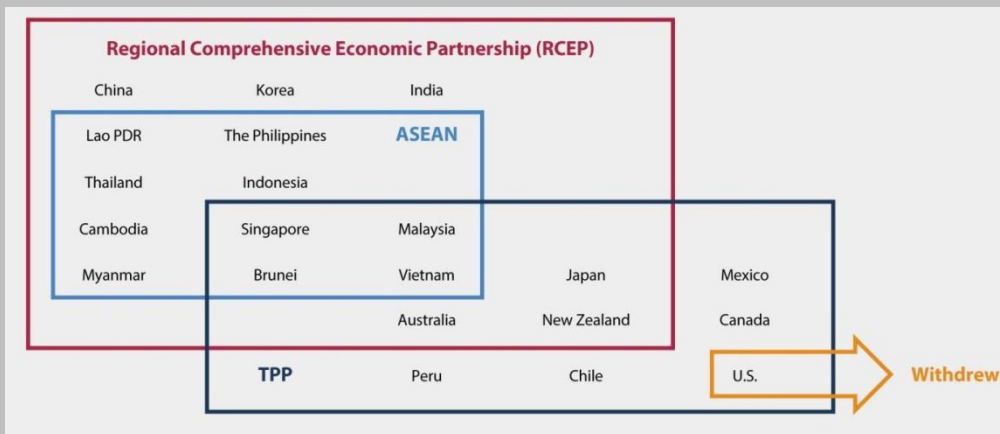 Regional Comprehensive Economic Partnership (RCEP)
China Korea India
Lao PDR The Philippines ASEAN
Thailand Indonesia
Cambodia Singapore Malaysia
Myanmar Brunei Vietnam Japan Mexico
Australia New Zealand Canada
TPP Peru Chile U.S. Withdrew